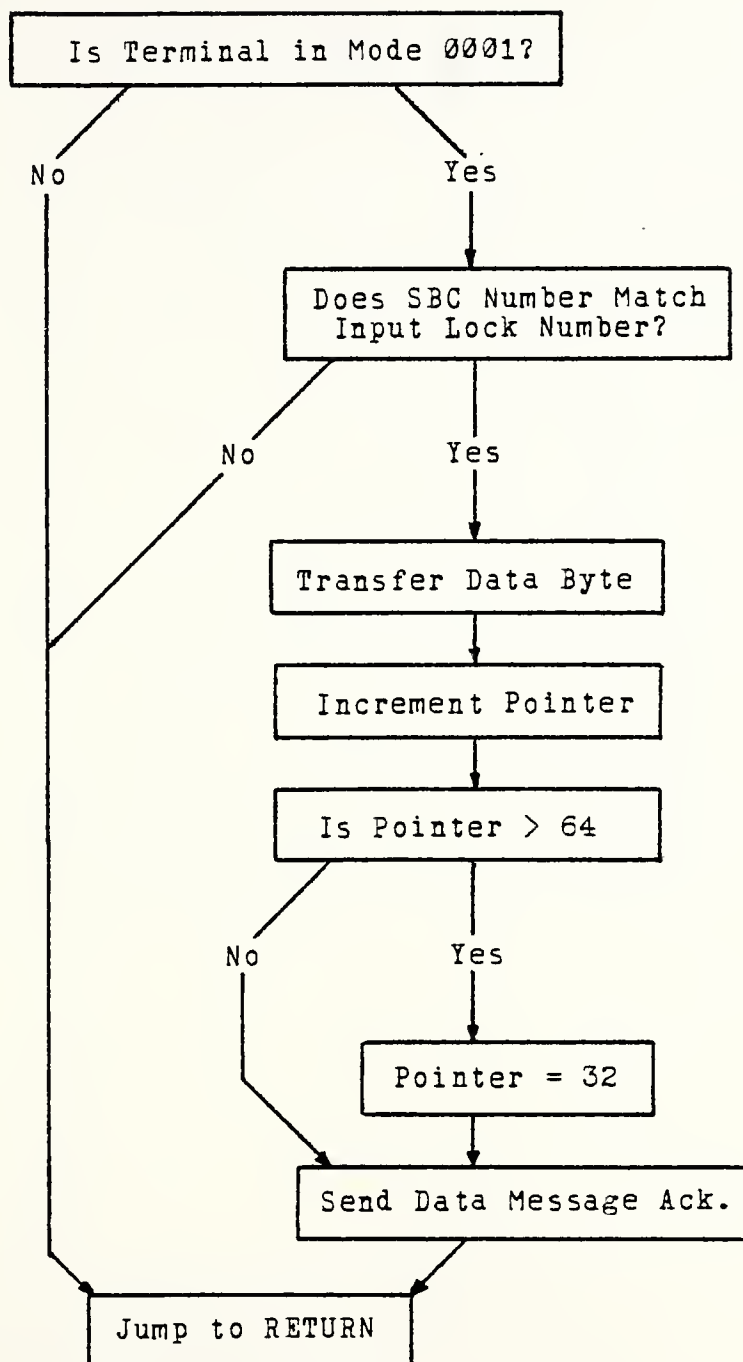 Is Terminal in Mode 0001?
No
Yes
Does SBC Number Match
Input Lock Number?
No
Yes
Transfer Data Byte
Increment Pointer
Is Pointer > 64
No
Yes
Pointer = 32
Send Data Message Ack.
Jump to RETURN